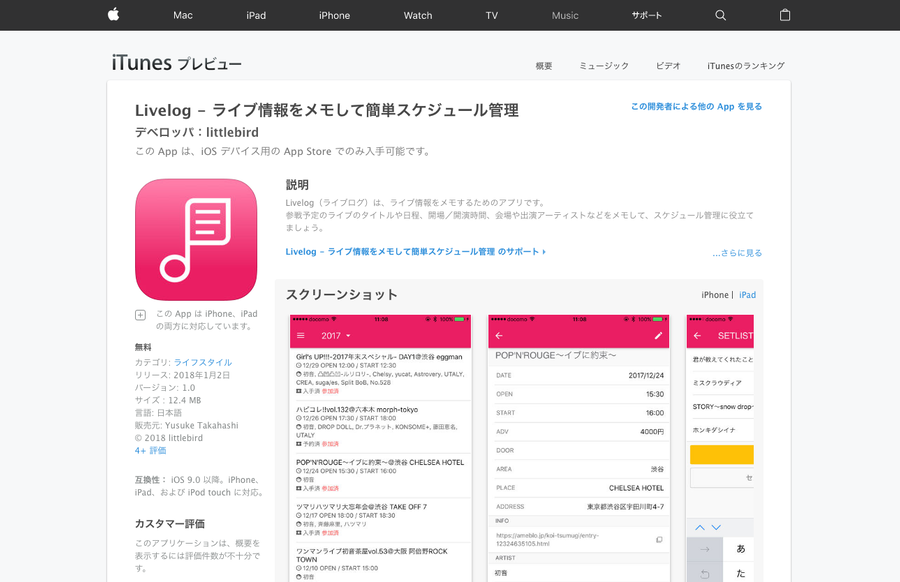 Mac iPad iPhone Watch TV Music サポート
iTunes プレビュー
概要 ミュージック ビデオ iTunesのランキング
Livelog - ライブ情報をメモして簡単スケジュール管理
この開発者による他の App を見る
デベロッパ：littlebird
この App は、iOS デバイス用の App Store でのみ入手可能です。
説明
Livelog（ライブログ）は、ライブ情報をメモするためのアプリです。
参戦予定のライブのタイトルや日程、開場／開演時間、会場や出演アーティストなどをメモして、スケジュール管理に役立て
ましょう。
Livelog - ライブ情報をメモして簡単スケジュール管理 のサポート
...さらに見る
この App は iPhone、iPad
の両方に対応しています。
無料
カテゴリ: ライフスタイル
リリース: 2018年1月2日
バージョン: 1.0
サイズ : 12.4 MB
言語: 日本語
販売元: Yusuke Takahashi
© 2018 littlebird
4+ 評価
互換性： iOS 9.0 以降。iPhone、
iPad、および iPod touch に対応。
カスタマー評価
このアプリケーションは、概要を
表示するには評価件数が不十分で
す。
スクリーンショット
iPhone | iPad
docomo 11:08 100%
2017
Girl's UP!!!-2017年末スペシャル- DAY1@渋谷 eggman
12/29 OPEN 12:00 / START 12:30
CREA, suga/es, Split BoB, No.528
入手済 参加済
ハピコレ!!vol.132@六本木 morph-tokyo
12/26 OPEN 17:30 / START 18:00
初音, DROP DOLL, Dr.プラネット, KONSOME+, 藤田恵名,
UTALY
予約済 参加済
POP'N'ROUGE〜イブに約束〜@渋谷 CHELSEA HOTEL
12/24 OPEN 15:30 / START 16:00
初音
入手済 参加済
ツマリハツマリ大忘年会@渋谷 TAKE OFF 7
12/17 OPEN 18:00 / START 18:30
初音, 斉藤麻里, ハツマリ
入手済 参加済
ワンマンライブ初音茶屋vol.53@大阪 阿倍野ROCK
TOWN
12/10 OPEN / START 15:00
初音
docomo 11:08 100%
POP'N'ROUGE〜イブに約束〜
DATE 2017/12/24
OPEN 15:30
START 16:00
ADV 4000円
DOOR
AREA 渋谷
PLACE CHELSEA HOTEL
ADDRESS 東京都渋谷区宇田川町4-7
INFO
https://ameblo.jp/koi-tsumugi/entry-
12324635105.html
ARTIST
初音
docomo
SETLIST
君が教えてくれたこと
ミスクラウディア
STORY〜snow drop
ホンキダシイナ
セ
あ
た